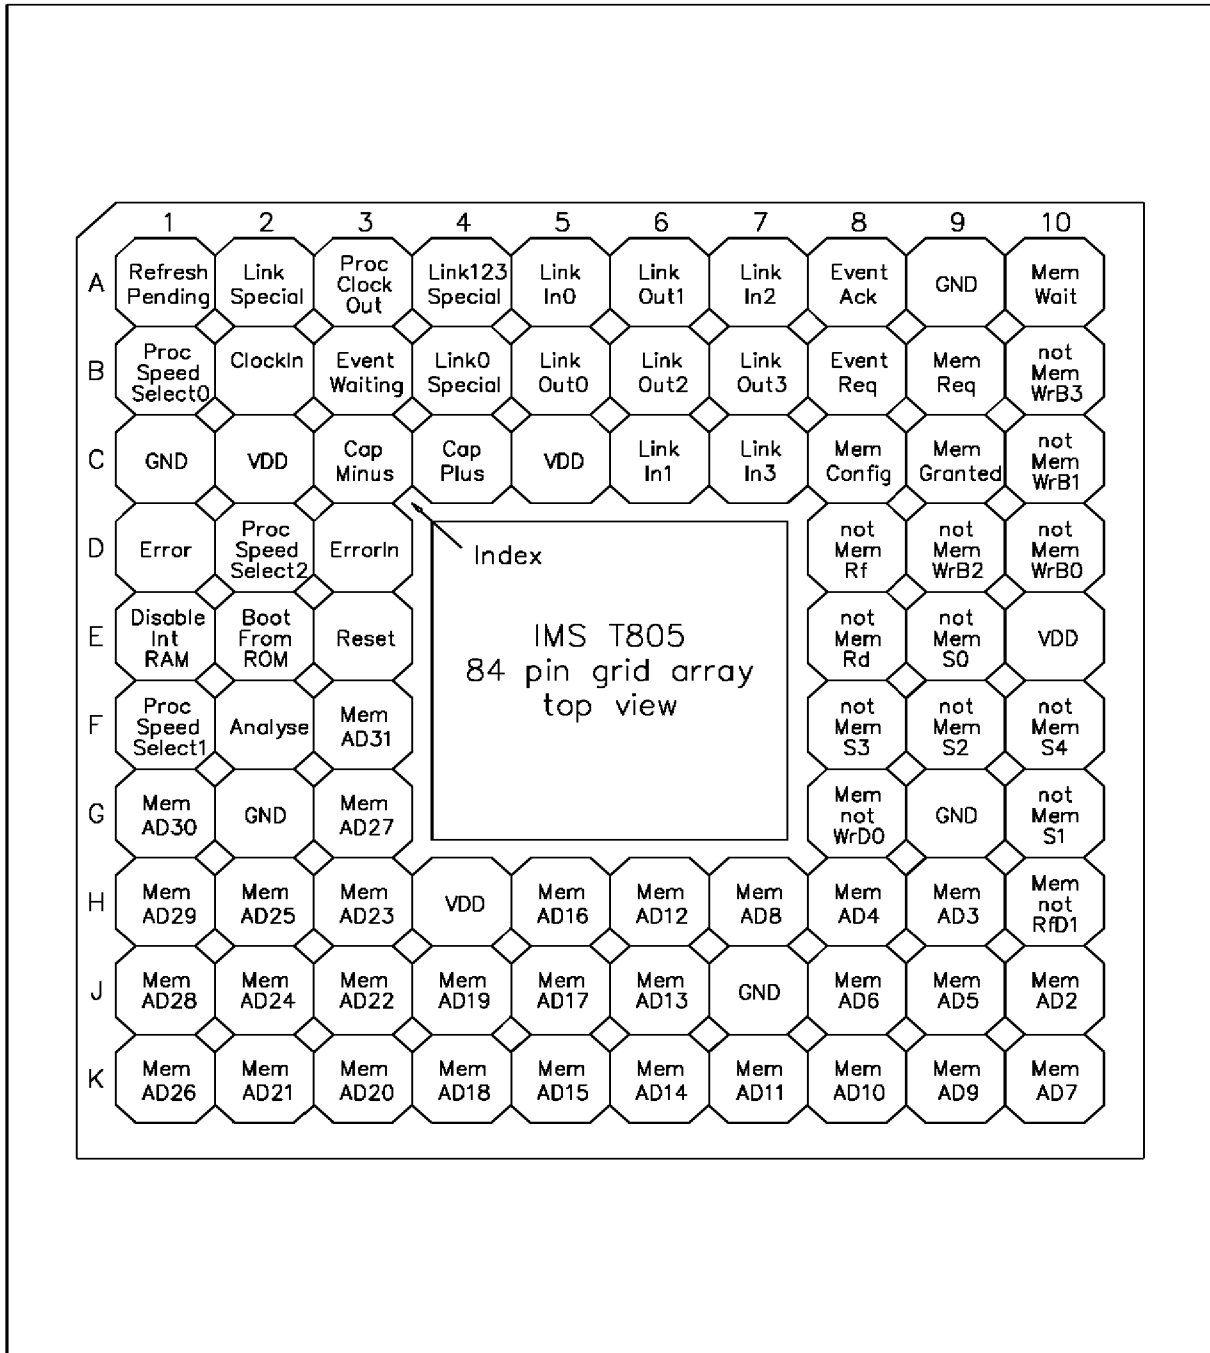 1 2 3 4 5 6 7 8 9 10
A
Refresh
Pending
Link
Special
Proc
Clock
Out
Link123
Special
Link
In0
Link
Out1
Link
In2
Event
Ack
GND
Mem
Wait
B
Proc
Speed
Select0
ClockIn
Event
Waiting
Link0
Special
Link
Out0
Link
Out2
Link
Out3
Event
Req
Mem
Req
not
Mem
WrB3
C
GND
VDD
Cap
Minus
Cap
Plus
VDD
Link
In1
Link
In3
Mem
Config
Mem
Granted
not
Mem
WrB1
D
Error
Proc
Speed
Select2
ErrorIn
Index
not
Mem
Rf
not
Mem
WrB2
not
Mem
WrB0
E
Disable
Int
RAM
Boot
From
ROM
Reset
IMS T805
84 pin grid array
top view
not
Mem
Rd
not
Mem
S0
VDD
F
Proc
Speed
Select1
Analyse
Mem
AD31
not
Mem
S3
not
Mem
S2
not
Mem
S4
G
Mem
AD30
GND
Mem
AD27
Mem
not
WrD0
GND
not
Mem
S1
H
Mem
AD29
Mem
AD25
Mem
AD23
VDD
Mem
AD16
Mem
AD12
Mem
AD8
Mem
AD4
Mem
AD3
Mem
not
RfD1
J
Mem
AD28
Mem
AD24
Mem
AD22
Mem
AD19
Mem
AD17
Mem
AD13
GND
Mem
AD6
Mem
AD5
Mem
AD2
K
Mem
AD26
Mem
AD21
Mem
AD20
Mem
AD18
Mem
AD15
Mem
AD14
Mem
AD11
Mem
AD10
Mem
AD9
Mem
AD7